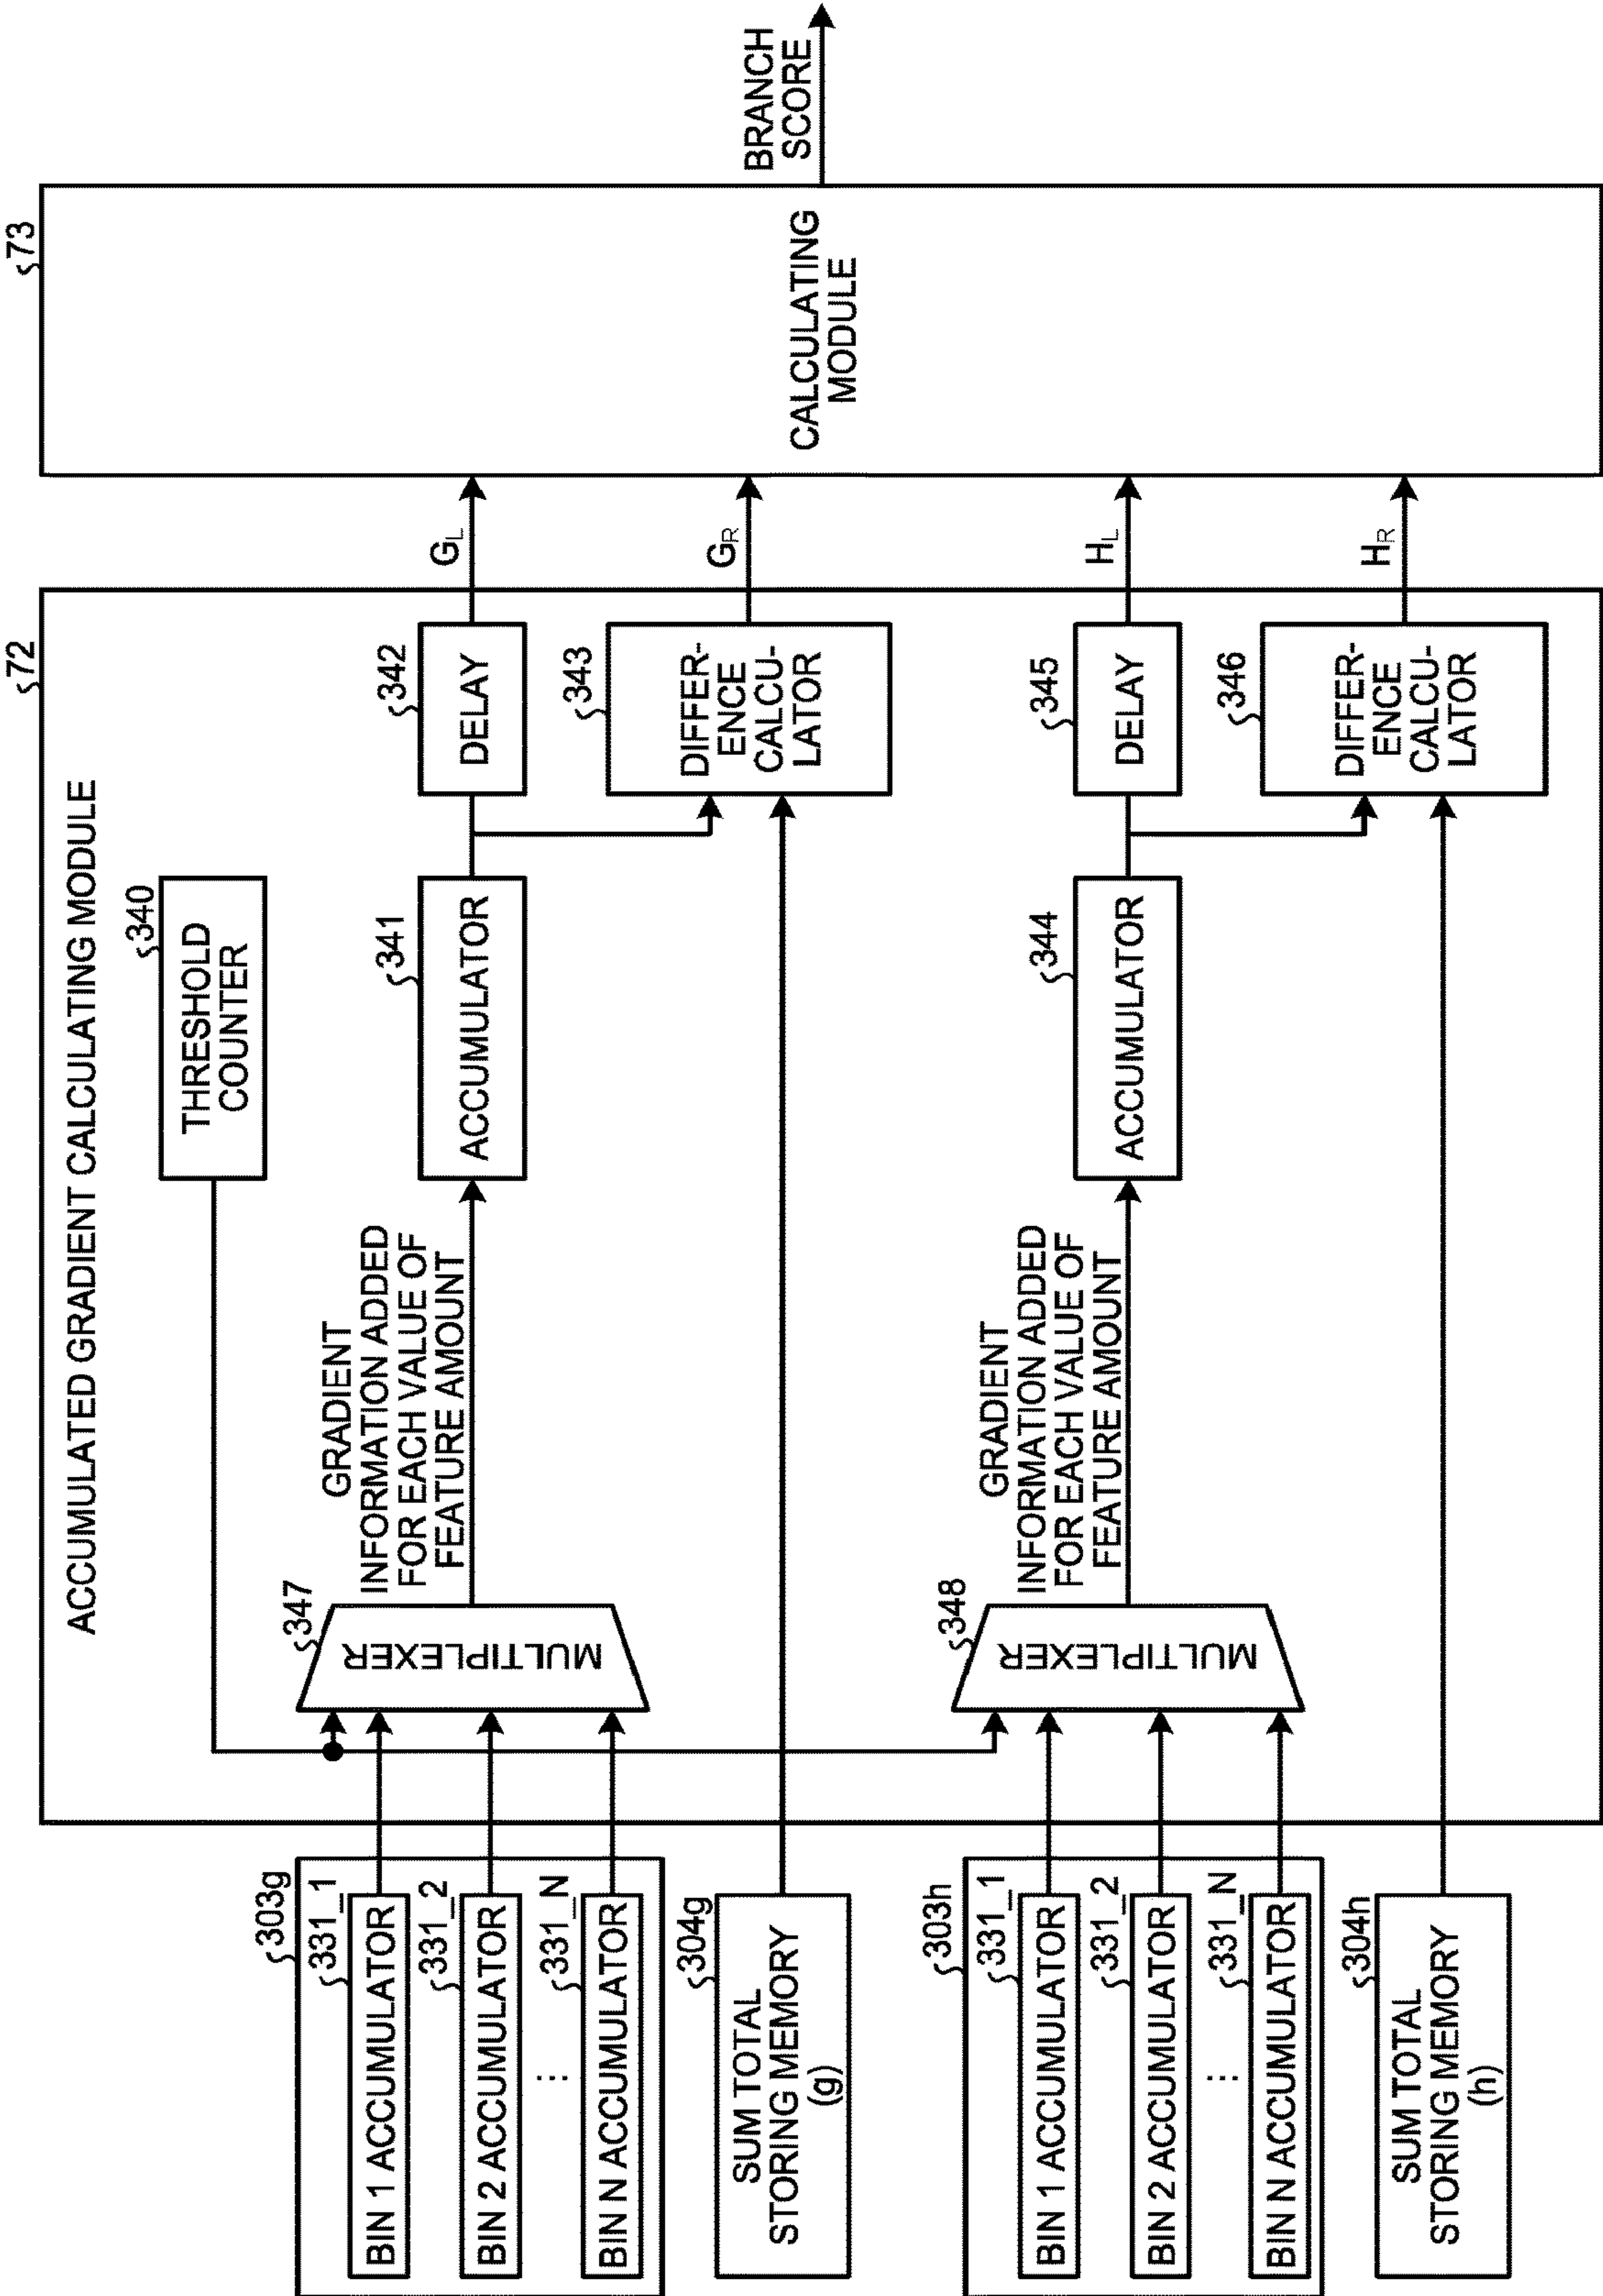 303g
331_1
BIN 1 ACCUMULATOR
331_2
BIN 2 ACCUMULATOR
...
331_N
BIN N ACCUMULATOR
304g
SUM TOTAL
STORING MEMORY
(g)
303h
331_1
BIN 1 ACCUMULATOR
331_2
BIN 2 ACCUMULATOR
...
331_N
BIN N ACCUMULATOR
304h
SUM TOTAL
STORING MEMORY
(h)
72
ACCUMULATED GRADIENT CALCULATING MODULE
340
THRESHOLD
COUNTER
347
MULTIPLEXER
GRADIENT
INFORMATION ADDED
FOR EACH VALUE OF
FEATURE AMOUNT
341
ACCUMULATOR
342
DELAY
343
DIFFER-
ENCE
CALCU-
LATOR
348
MULTIPLEXER
GRADIENT
INFORMATION ADDED
FOR EACH VALUE OF
FEATURE AMOUNT
344
ACCUMULATOR
345
DELAY
346
DIFFER-
ENCE
CALCU-
LATOR
GL
GR
HL
HR
73
CALCULATING
MODULE
BRANCH
SCORE